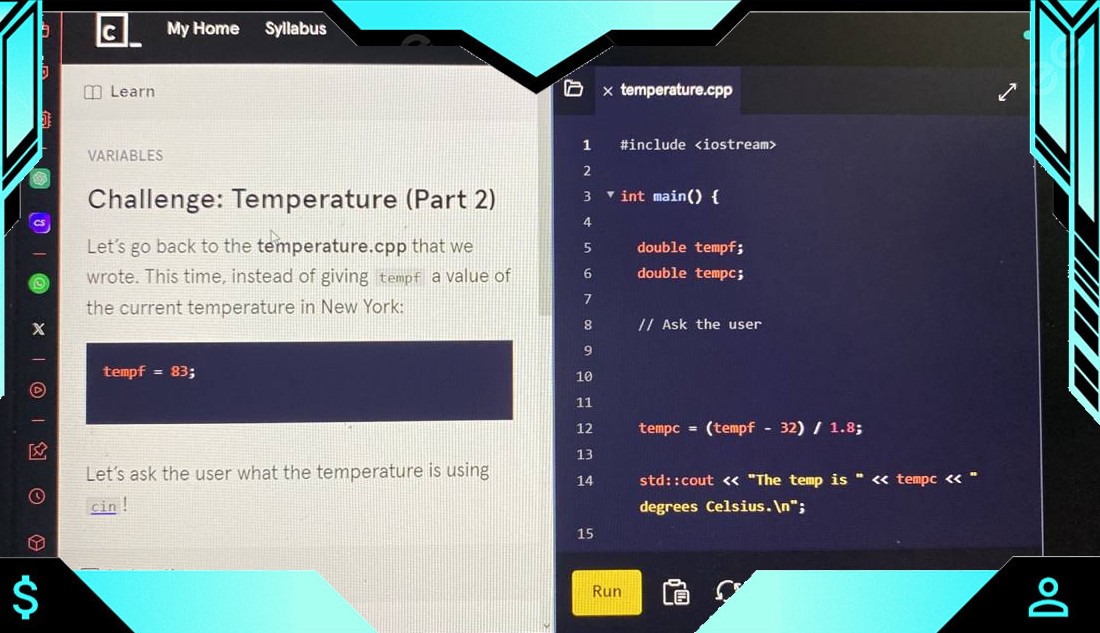 C_
My Home Syllabus
Learn
VARIABLES
Challenge: Temperature (Part 2)
Let's go back to the temperature.cpp that we
wrote. This time, instead of giving tempf a value of
the current temperature in New York:
tempf = 83;
Let's ask the user what the temperature is using
cin!
CS
X
temperature.cpp
1 #include <iostream>
2
3 int main() {
4
5 double tempf;
6 double tempc;
7
8 // Ask the user
9
10
11
12 tempc = (tempf - 32) / 1.8;
13
14 std::cout << "The temp is " << tempc << "
degrees Celsius.\n";
15
Run
$